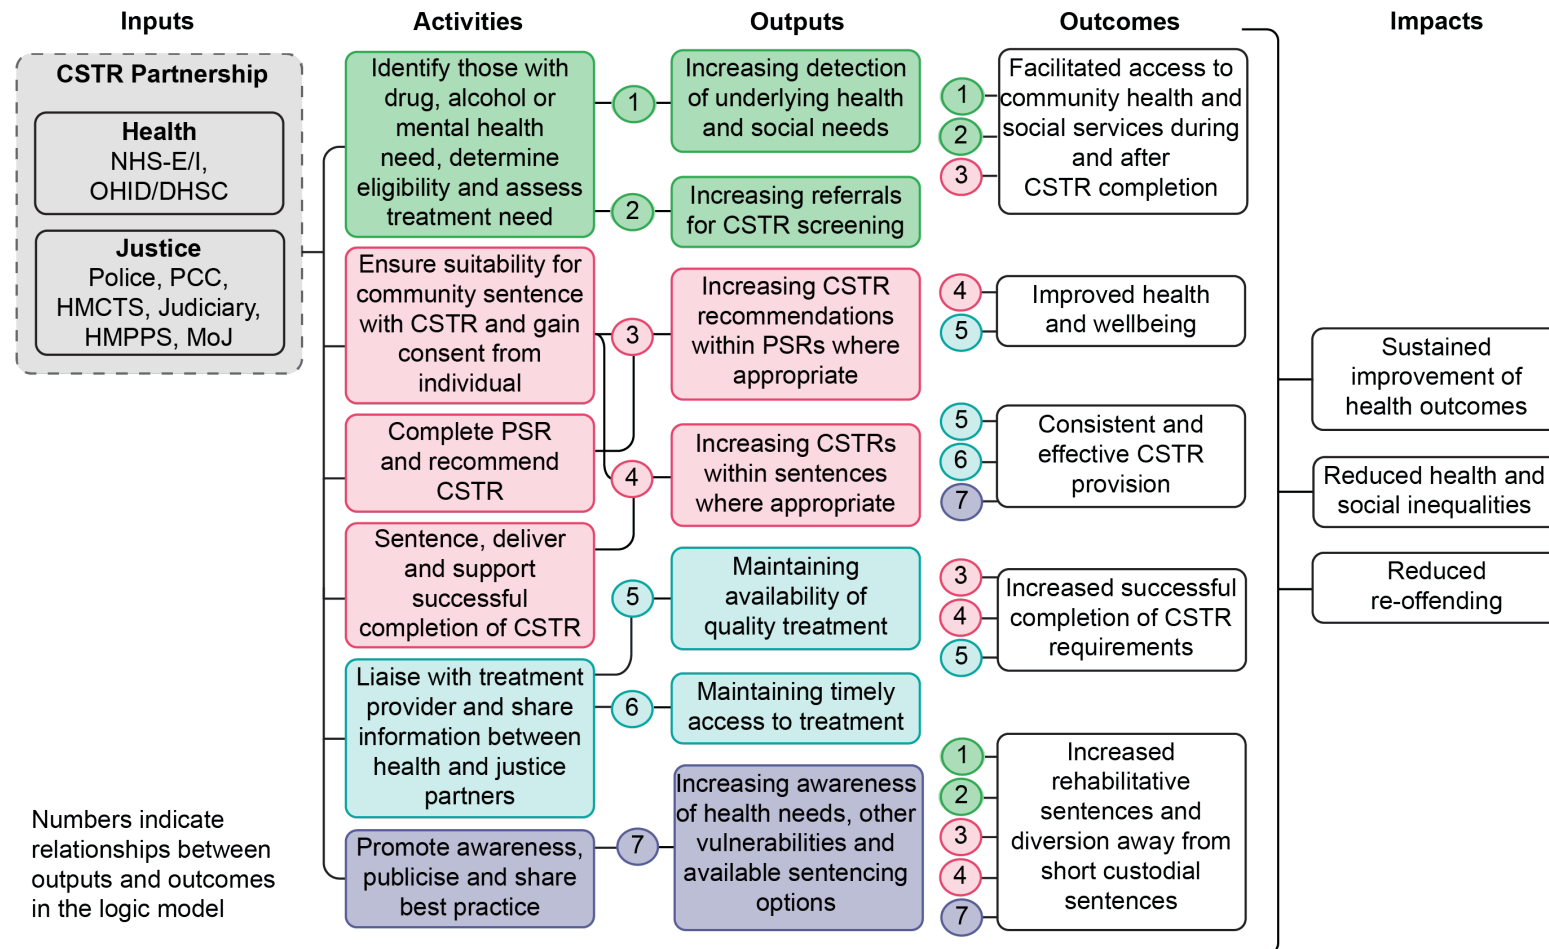 Inputs
Activities
Outputs
Outcomes
Impacts
CSTR Partnership
Health
NHS-E/I,
OHID/DHSC
Justice
Police, PCC,
HMCTS, Judiciary,
HMPPS, MoJ
Numbers indicate
relationships between
outputs and outcomes
in the logic model
Identify those with
drug, alcohol or
mental health
need, determine
eligibility and assess
treatment need
Ensure suitability for
community sentence
with CSTR and gain
consent from
individual
Complete PSR
and recommend
CSTR
Sentence, deliver
and support
successful
completion of CSTR
Liaise with treatment
provider and share
information between
health and justice
partners
Promote awareness,
publicise and share
best practice
1
2
3
4
5
6
7
Increasing detection
of underlying health
and social needs
Increasing referrals
for CSTR screening
Increasing CSTR
recommendations
within PSRs where
appropriate
Increasing CSTRs
within sentences
where appropriate
Maintaining
availability of
quality treatment
Maintaining timely
access to treatment
Increasing awareness
of health needs, other
vulnerabilities and
available sentencing
options
1
2
3
Facilitated access to
community health and
social services during
and after
CSTR completion
4
5
Improved health
and wellbeing
5
6
7
Consistent and
effective CSTR
provision
3
4
5
Increased successful
completion of CSTR
requirements
1
2
3
4
7
Increased
rehabilitative
sentences and
diversion away from
short custodial
sentences
Sustained
improvement of
health outcomes
Reduced health and
social inequalities
Reduced
re-offending